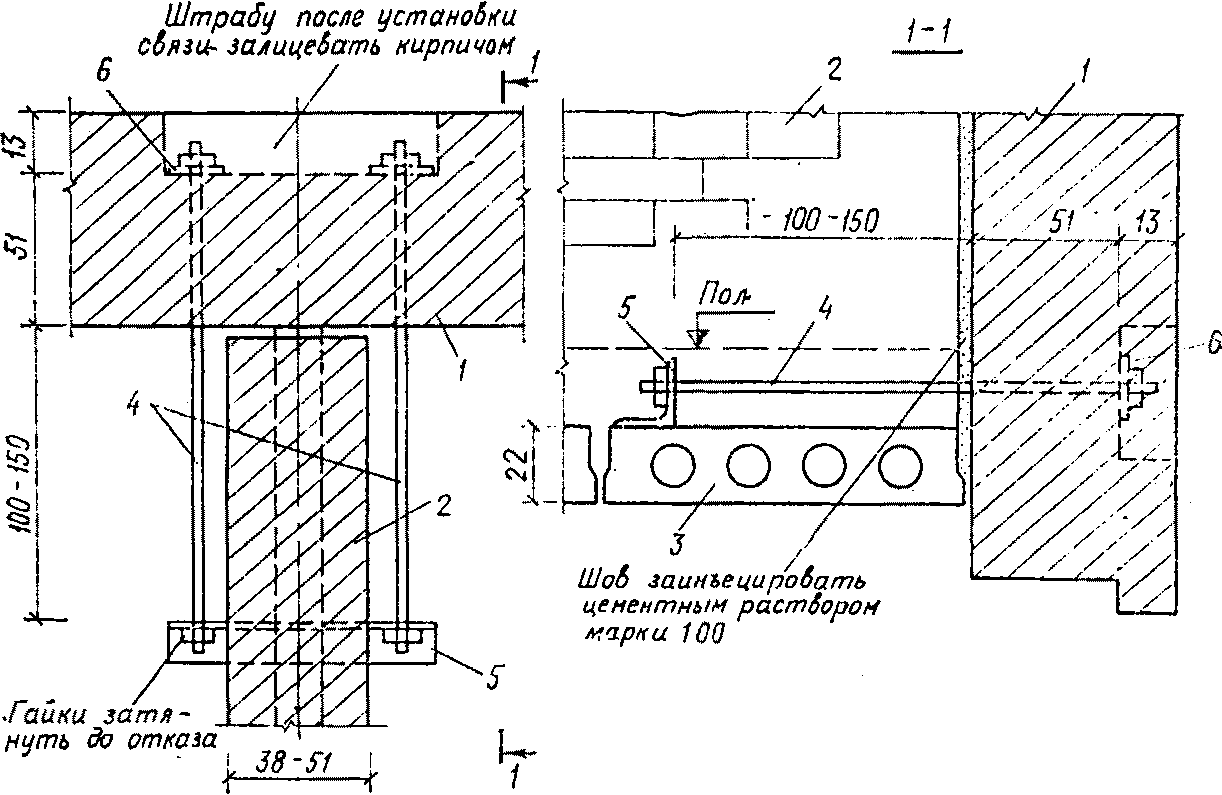 Штрабу после установки
связи залицевать кирпичом
6
1
13
51
100-150
4
1
2
5
Гайки затя-
нуть до отказа
38-51
1
1-1
2
1
100-150
51
13
Пол
5
4
6
22
3
Шов заинъецировать
цементным раствором
марки 100